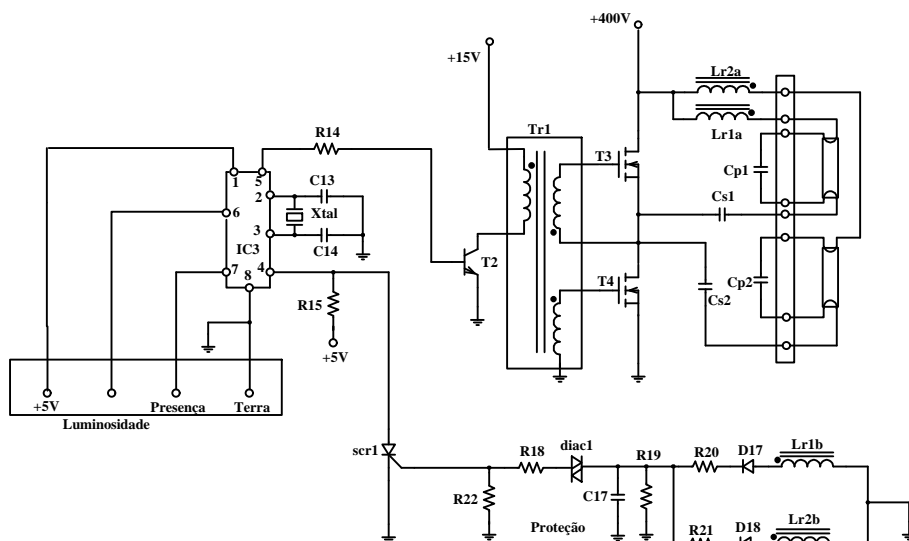 +400V
+15V
Lr2a
Lr1a
Tr1
R14
T3
Cp1
Cs1
1
5
2
C13
Xtal
6
3
IC3
C14
T2
7
4
8
T4
Cs2
Cp2
R15
+5V
+5V
Presença
Terra
Luminosidade
scr1
R18
diac1
R19
R20
D17
Lr1b
R22
C17
Proteção
R21
D18
Lr2b